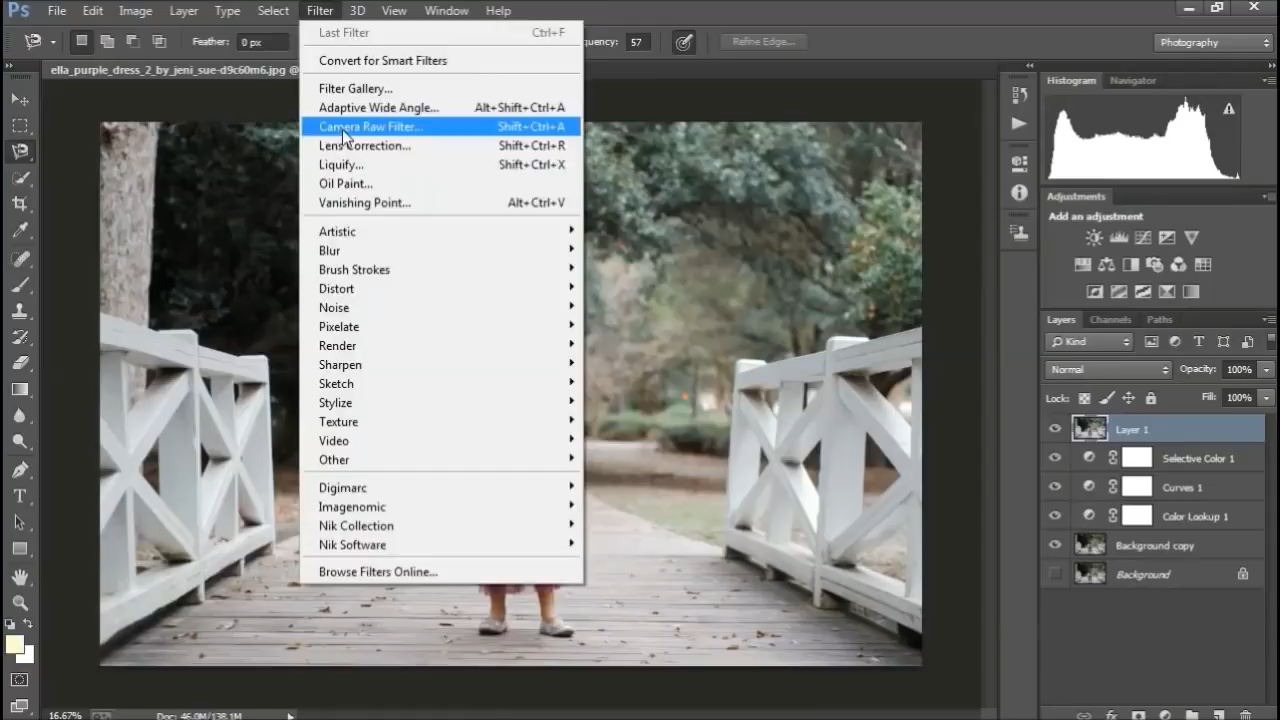 Ps File Edit Image Layer Type Select Filter 3D View Window Help
Feather: 0 px
57
Refine Edge...
Photography
ella_purple_dress_2_by_jeni_sue-d9c60m6.jpg @
Last Filter Ctrl+F
Convert for Smart Filters
Filter Gallery...
Adaptive Wide Angle... Alt+Shift+Ctrl+A
Camera Raw Filter... Shift+Ctrl+A
Lens Correction... Shift+Ctrl+R
Liquify... Shift+Ctrl+X
Oil Paint...
Vanishing Point... Alt+Ctrl+V
Artistic
Blur
Brush Strokes
Distort
Noise
Pixelate
Render
Sharpen
Sketch
Stylize
Texture
Video
Other
Digimarc
Imagenomic
Nik Collection
Nik Software
Browse Filters Online...
Histogram Navigator
Adjustments
Add an adjustment
Layers Channels Paths
Kind
Normal Opacity: 100%
Lock: Fill: 100%
Layer 1
Selective Color 1
Curves 1
Color Lookup 1
Background copy
Background
16.67% Doc: 46.0M/138.1M